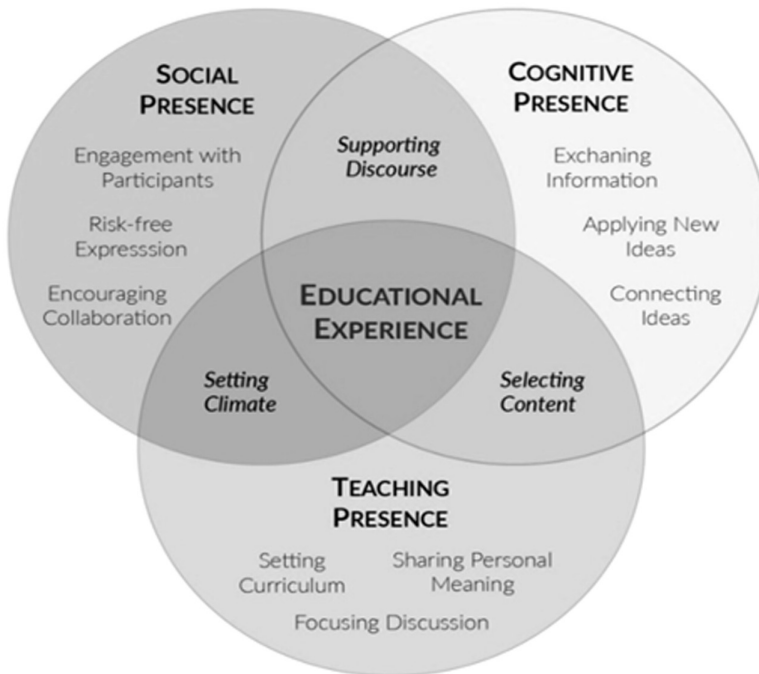 SOCIAL
PRESENCE
Engagement with
Participants
Risk-free
Expresssion
Encouraging
Collaboration
Supporting
Discourse
COGNITIVE
PRESENCE
Exchaning
Information
Applying New
Ideas
Connecting
Ideas
EDUCATIONAL
EXPERIENCE
Setting
Climate
Selecting
Content
TEACHING
PRESENCE
Setting
Curriculum
Sharing Personal
Meaning
Focusing Discussion